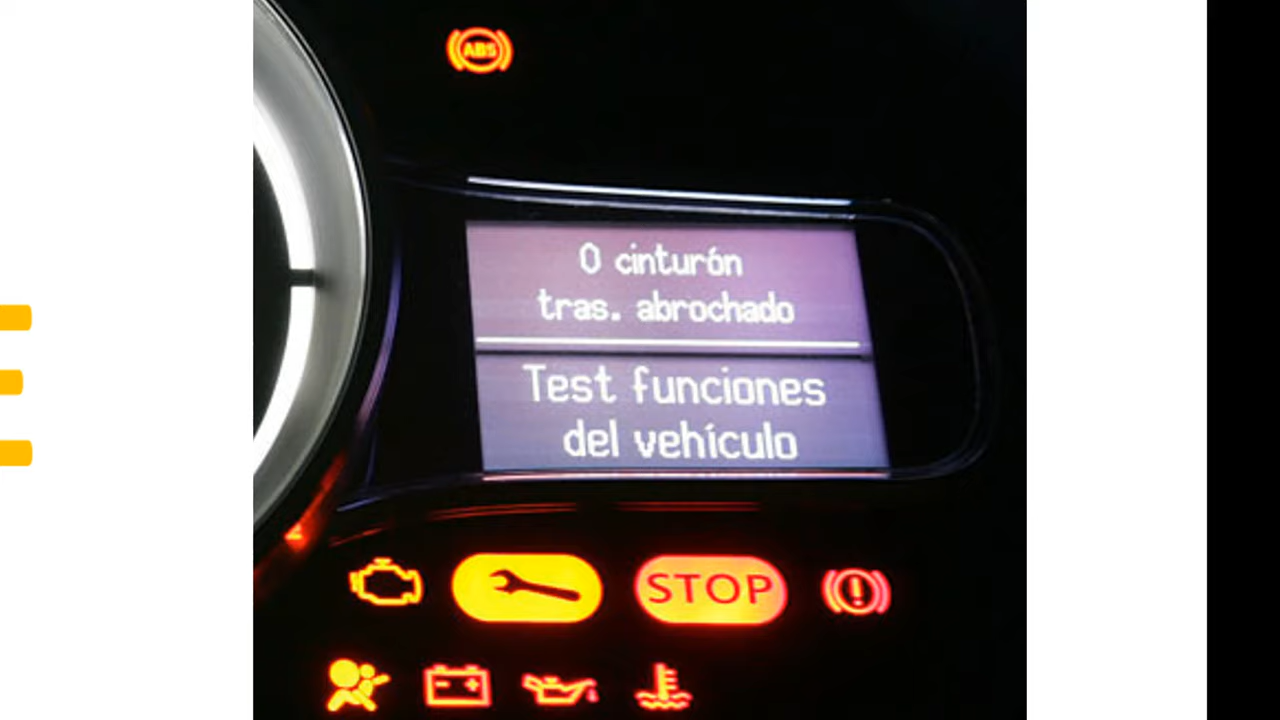 ABS
0 cinturón
tras. abrochado
Test funciones
del vehículo
STOP